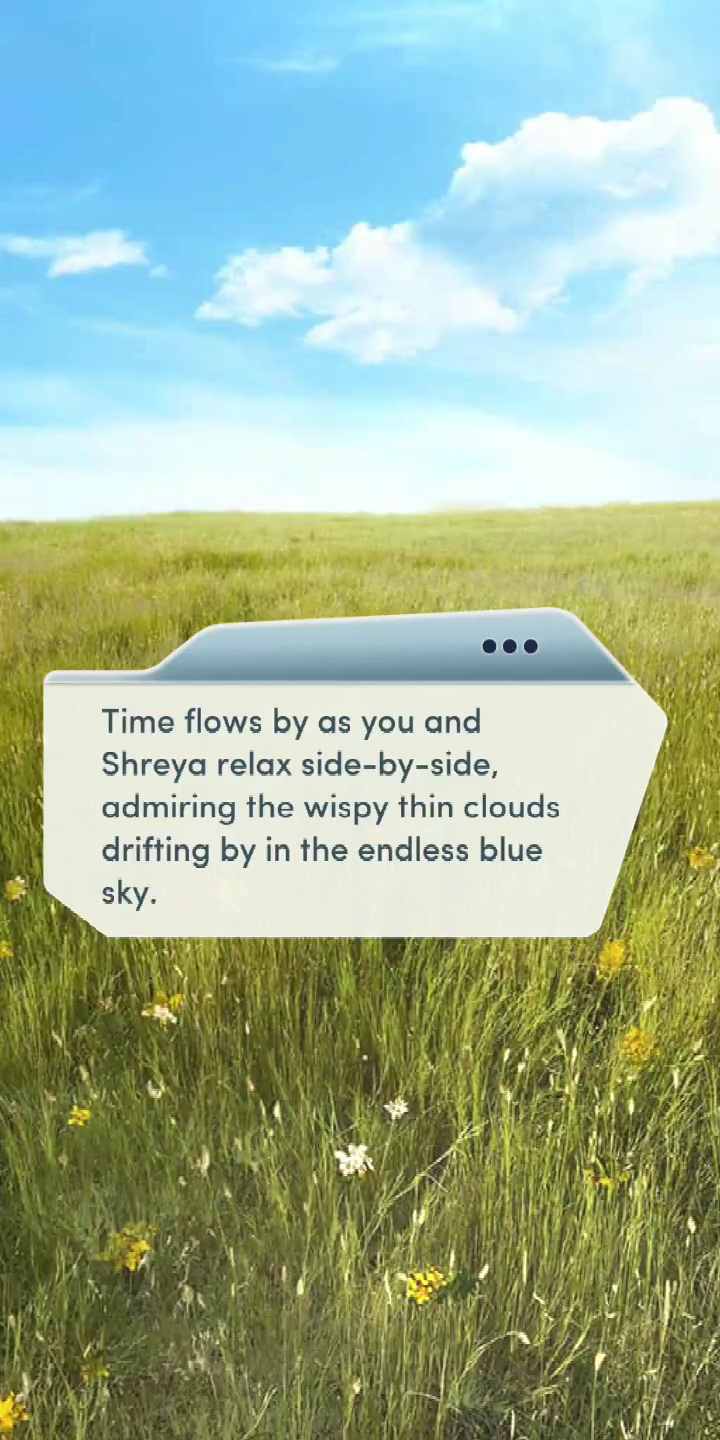 Time flows by as you and
Shreya relax side-by-side,
admiring the wispy thin clouds
drifting by in the endless blue
sky.